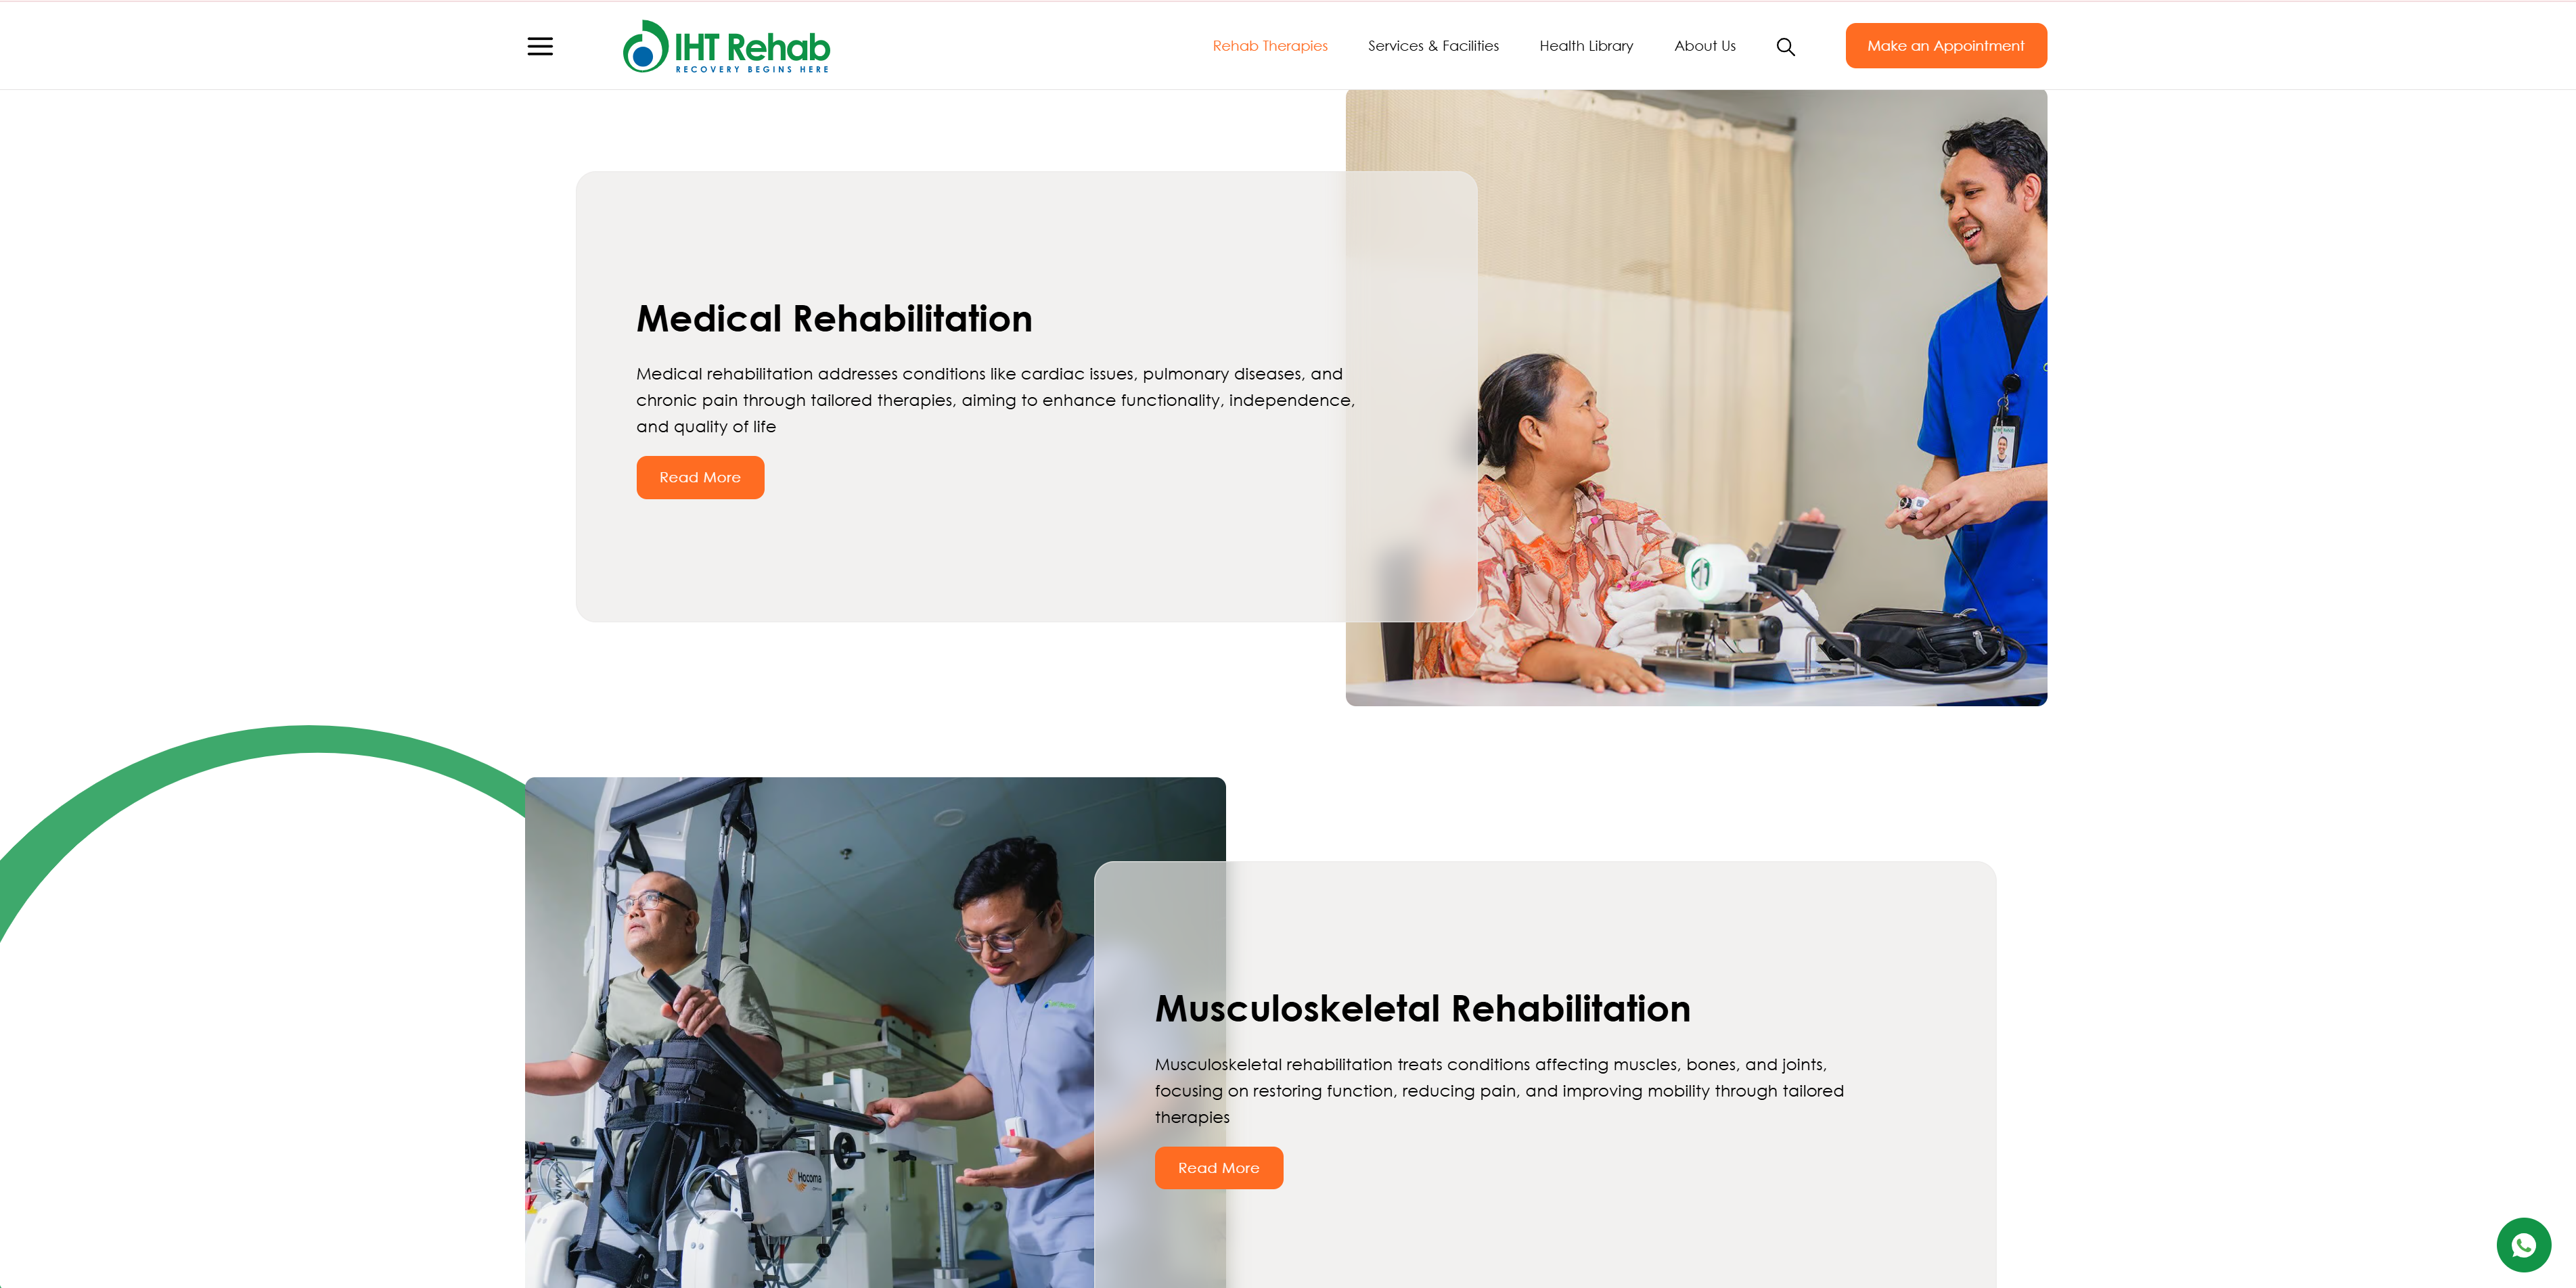 IHT Rehab
RECOVERY BEGINS HERE
Rehab Therapies
Services & Facilities
Health Library
About Us
Make an Appointment
Medical Rehabilitation
Medical rehabilitation addresses conditions like cardiac issues, pulmonary diseases, and
chronic pain through tailored therapies, aiming to enhance functionality, independence,
and quality of life
Read More
Hocoma
Musculoskeletal Rehabilitation
Musculoskeletal rehabilitation treats conditions affecting muscles, bones, and joints,
focusing on restoring function, reducing pain, and improving mobility through tailored
therapies
Read More